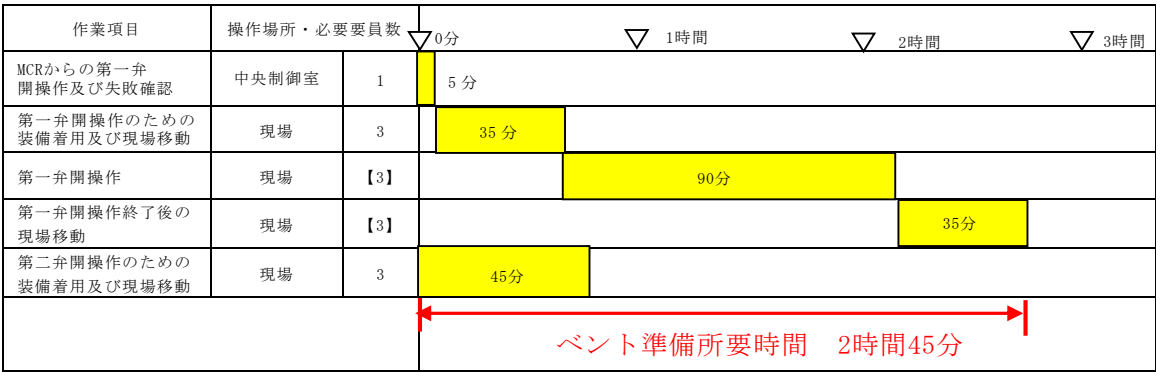 作業項目 操作場所・必要要員数 0分 1時間 2時間 3時間
MCRからの第一弁
開操作及び失敗確認 中央制御室 1 5分
第一弁開操作のための
装備着用及び現場移動 現場 3 35分
第一弁開操作 現場 【3】 90分
第一弁開操作終了後の
現場移動 現場 【3】 35分
第二弁開操作のための
装備着用及び現場移動 現場 3 45分
ベント準備所要時間 2時間45分